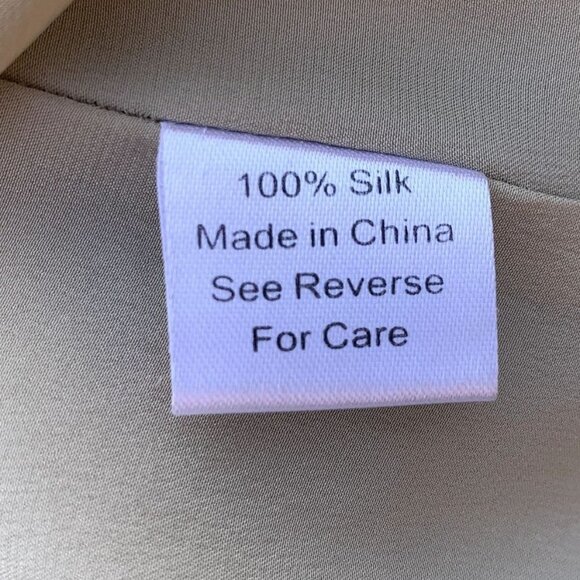 100% Silk
Made in China
See Reverse
For Care